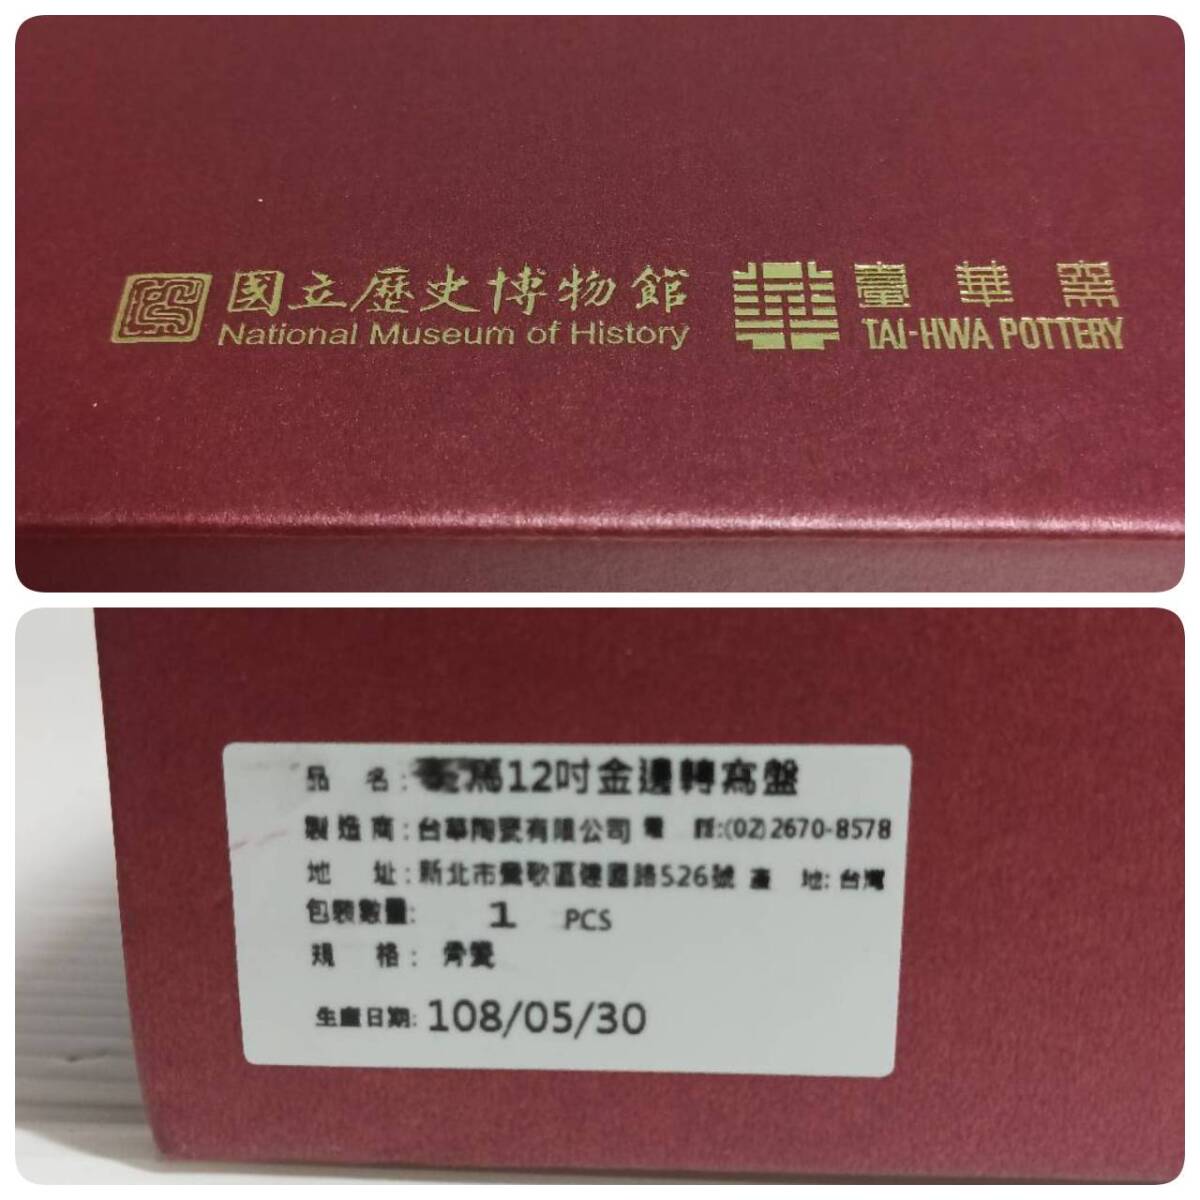 國立歷史博物館
National Museum of History
臺華窯
TAI-HWA POTTERY
品 名: 馬12吋金邊轉寫盤
製造商:台華陶瓷有限公司 電 話:(02)2670-8578
地 址:新北市鶯歌區建國路526號 產 地:台灣
包裝數量: 1 PCS
規 格: 骨瓷
生產日期: 108/05/30